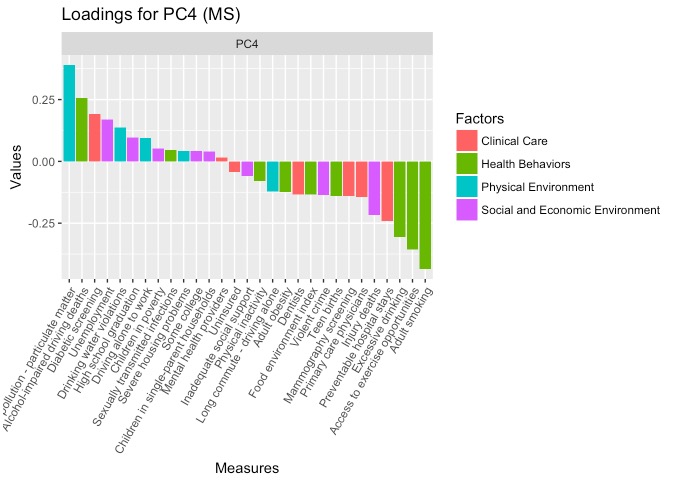 Loadings for PC4 (MS)
PC4
Values
0.25
0.00
-0.25
pollution - particulate matter
Alcohol-impaired driving deaths
Diabetic screening
Unemployment
Drinking water violations
High school graduation
Driving alone to work
Children in poverty
Sexually transmitted infections
Severe housing problems
Some college
Children in single-parent households
Mental health providers
Uninsured
Inadequate social support
Physical inactivity
Long commute - driving alone
Adult obesity
Dentists
Food environment index
Violent crime
Teen births
Mammography screening
Primary care physicians
Injury deaths
Preventable hospital stays
Excessive drinking
Access to exercise opportunities
Adult smoking
Measures
Factors
Clinical Care
Health Behaviors
Physical Environment
Social and Economic Environment